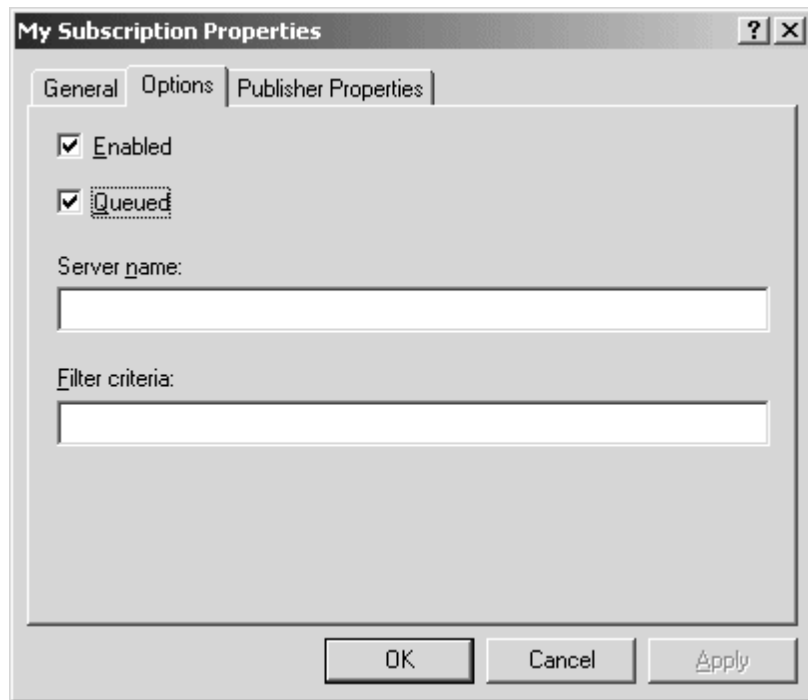 My Subscription Properties
General Options Publisher Properties
Enabled
Queued
Server name:
Filter criteria:
OK Cancel Apply